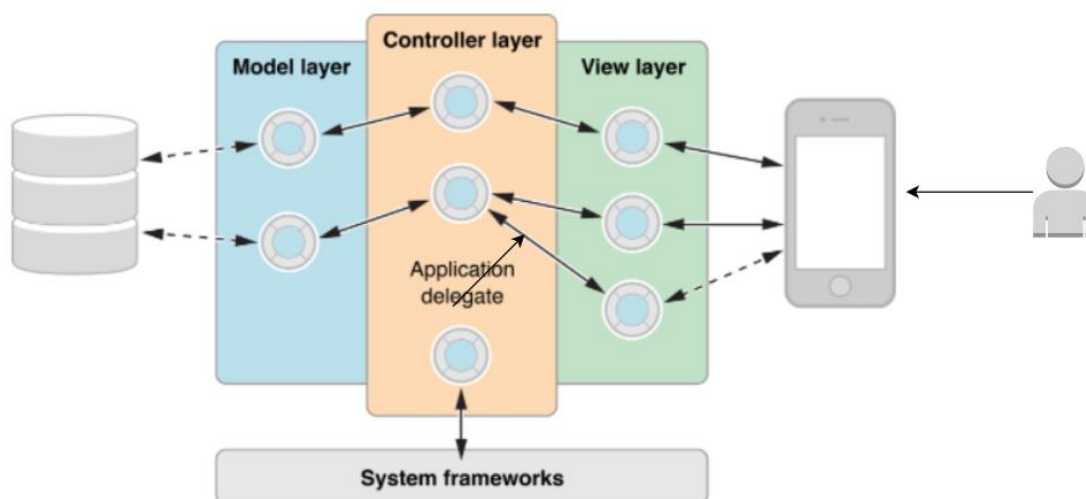 Controller layer
Model layer
View layer
Application
delegate
System frameworks